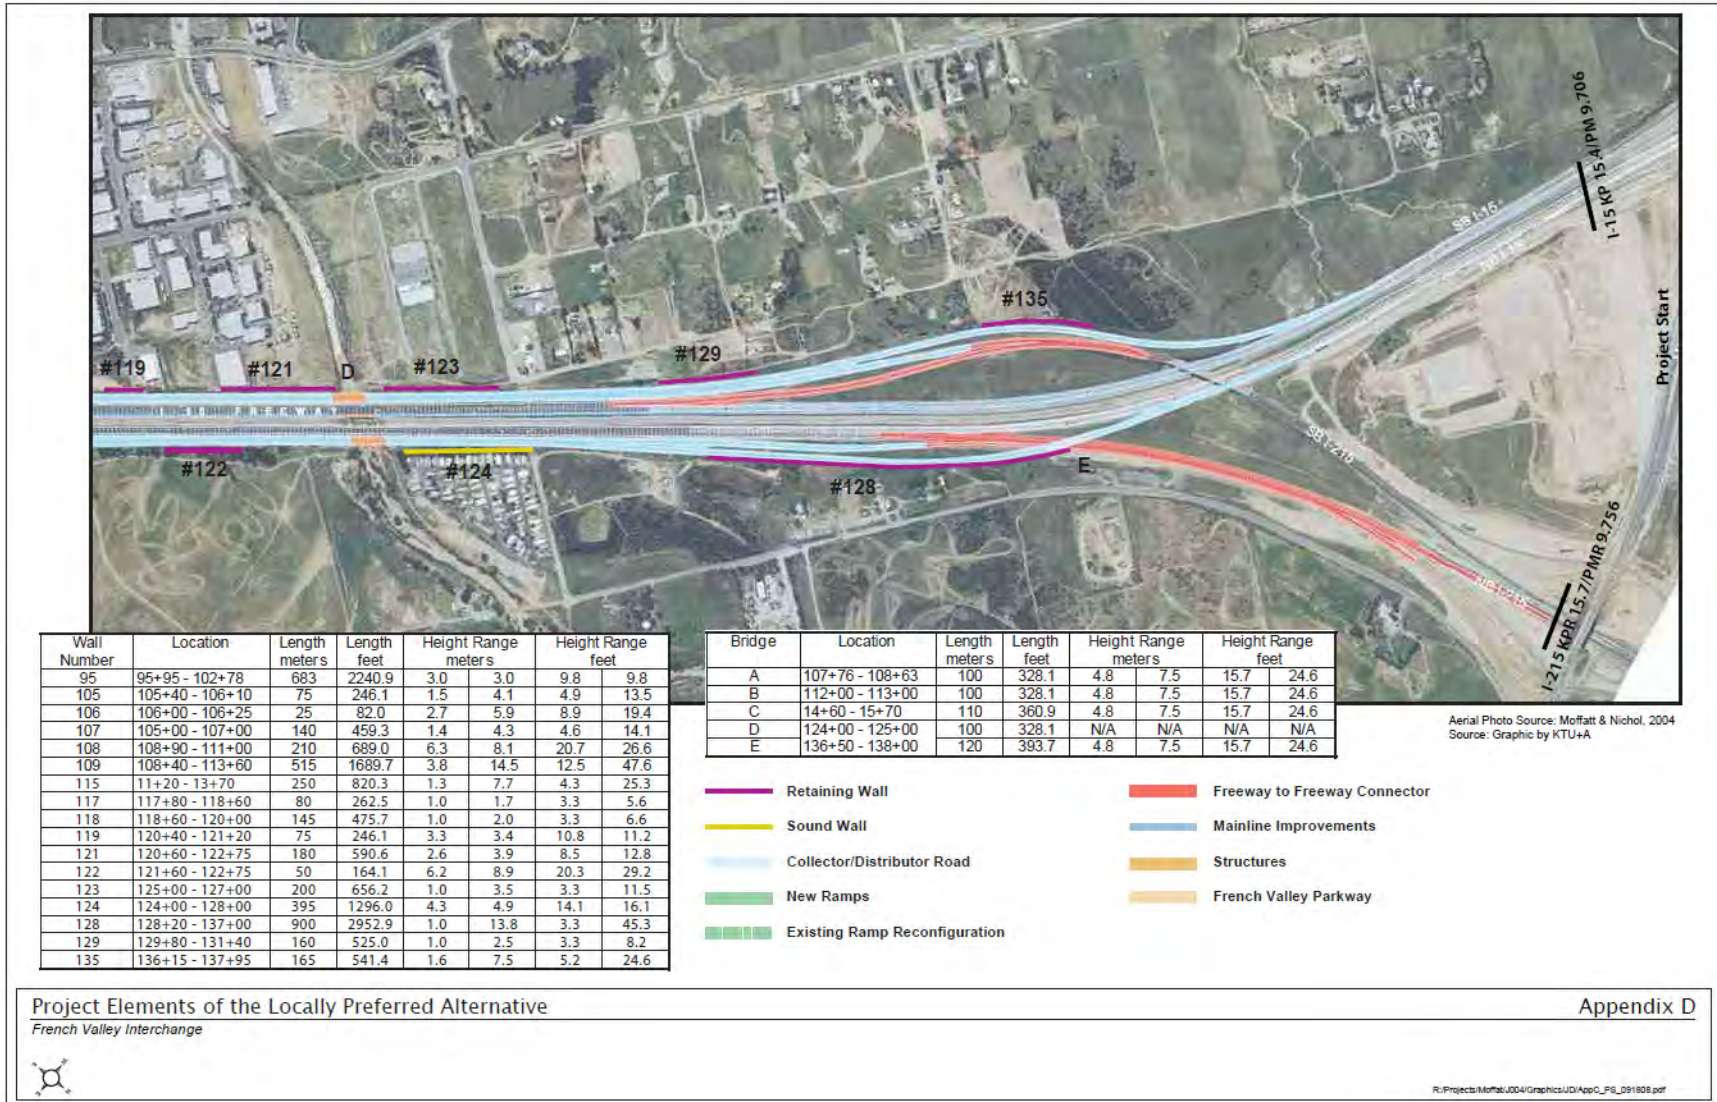 I-15 KP 15.4/PM 9.706
SB I-15
#135
Project Start
#129
#119
#121
D
#123
SB I-215
#122
#124
#128
E
I-215 KPR 15.7/PMR 9.756
Wall Number Location Length meters Length feet Height Range meters Height Range feet
95 95+95 - 102+78 683 2240.9 3.0 3.0 9.8 9.8
105 105+40 - 106+10 75 246.1 1.5 4.1 4.9 13.5
106 106+00 - 106+25 25 82.0 2.7 5.9 8.9 19.4
107 105+00 - 107+00 140 459.3 1.4 4.3 4.6 14.1
108 108+90 - 111+00 210 689.0 6.3 8.1 20.7 26.6
109 108+40 - 113+60 515 1689.7 3.8 14.5 12.5 47.6
115 11+20 - 13+70 250 820.3 1.3 7.7 4.3 25.3
117 117+80 - 118+60 80 262.5 1.0 1.7 3.3 5.6
118 118+60 - 120+00 145 475.7 1.0 2.0 3.3 6.6
119 120+40 - 121+20 75 246.1 3.3 3.4 10.8 11.2
121 120+60 - 122+75 180 590.6 2.6 3.9 8.5 12.8
122 121+60 - 122+75 50 164.1 6.2 8.9 20.3 29.2
123 125+00 - 127+00 200 656.2 1.0 3.5 3.3 11.5
124 124+00 - 128+00 395 1296.0 4.3 4.9 14.1 16.1
128 128+20 - 137+00 900 2952.9 1.0 13.8 3.3 45.3
129 129+80 - 131+40 160 525.0 1.0 2.5 3.3 8.2
135 136+15 - 137+95 165 541.4 1.6 7.5 5.2 24.6
Bridge Location Length meters Length feet Height Range meters Height Range feet
A 107+76 - 108+63 100 328.1 4.8 7.5 15.7 24.6
B 112+00 - 113+00 100 328.1 4.8 7.5 15.7 24.6
C 14+60 - 15+70 110 360.9 4.8 7.5 15.7 24.6
D 124+00 - 125+00 100 328.1 N/A N/A N/A N/A
E 136+50 - 138+00 120 393.7 4.8 7.5 15.7 24.6
Aerial Photo Source: Moffatt & Nichol, 2004
Source: Graphic by KTU+A
Retaining Wall
Sound Wall
Collector/Distributor Road
New Ramps
Existing Ramp Reconfiguration
Freeway to Freeway Connector
Mainline Improvements
Structures
French Valley Parkway
Project Elements of the Locally Preferred Alternative
Appendix D
French Valley Interchange
R:/Projects/Moffat/J004/Graphics/JD/AppC_PS_091808.pdf